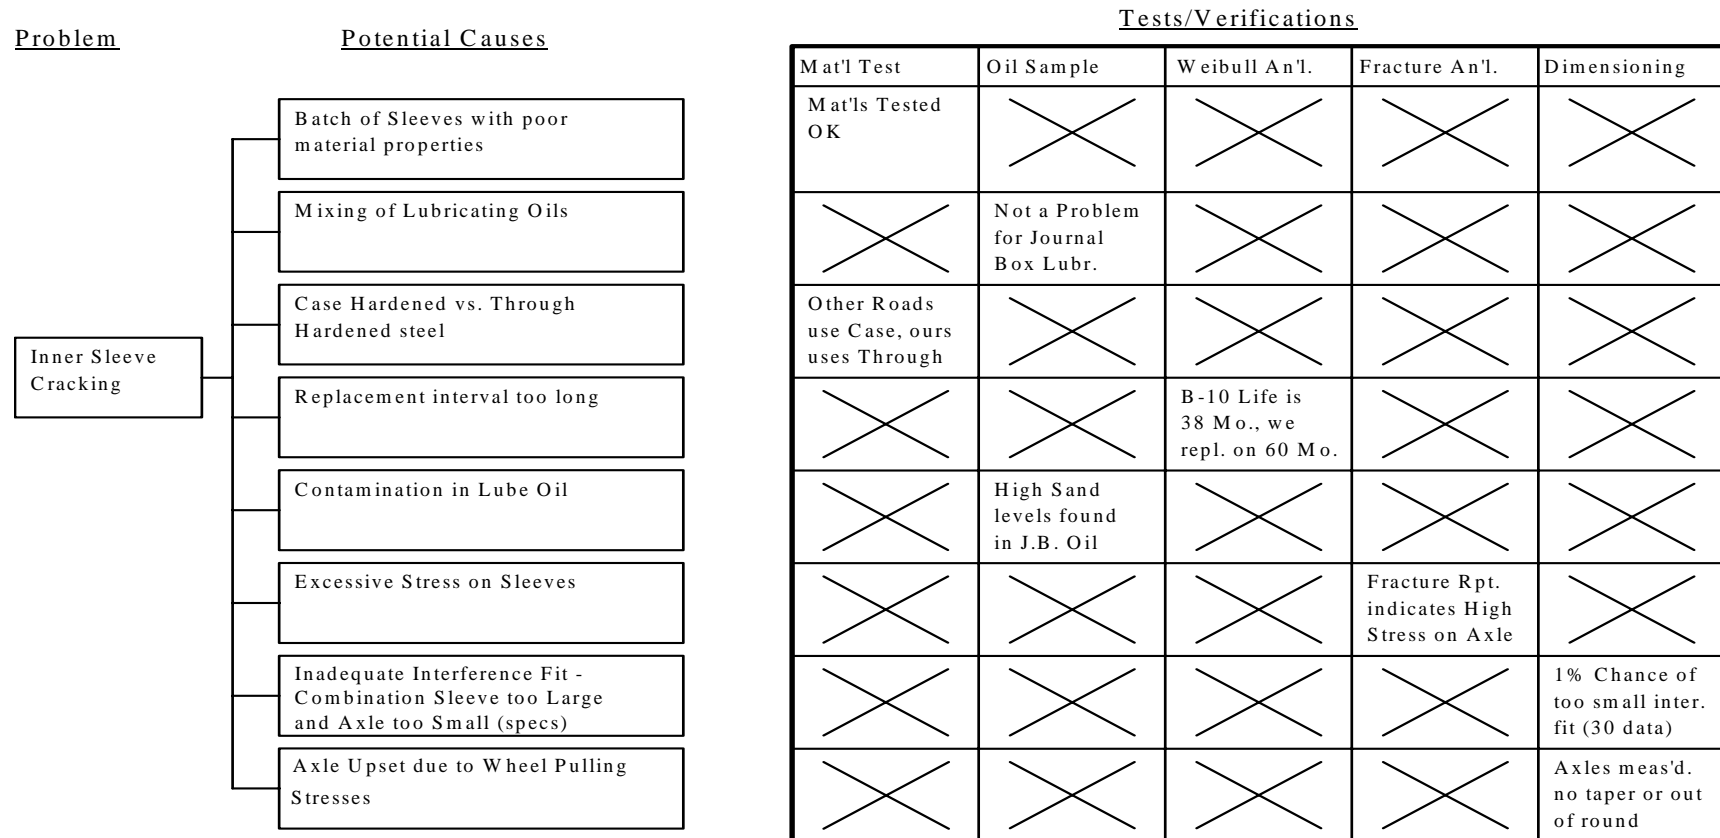 Tests/Verifications
Problem
Potential Causes
Mat'l Test
Oil Sample
Weibull An'l.
Fracture An'l.
Dimensioning
Batch of Sleeves with poor
material properties
Mat'ls Tested
OK
Mixing of Lubricating Oils
Not a Problem
for Journal
Box Lubr.
Case Hardened vs. Through
Hardened steel
Other Roads
use Case, ours
uses Through
Inner Sleeve
Cracking
Replacement interval too long
B-10 Life is
38 Mo., we
repl. on 60 Mo.
Contamination in Lube Oil
High Sand
levels found
in J.B. Oil
Excessive Stress on Sleeves
Fracture Rpt.
indicates High
Stress on Axle
Inadequate Interference Fit -
Combination Sleeve too Large
and Axle too Small (specs)
1% Chance of
too small inter.
fit (30 data)
Axle Upset due to Wheel Pulling
Stresses
Axles meas'd.
no taper or out
of round